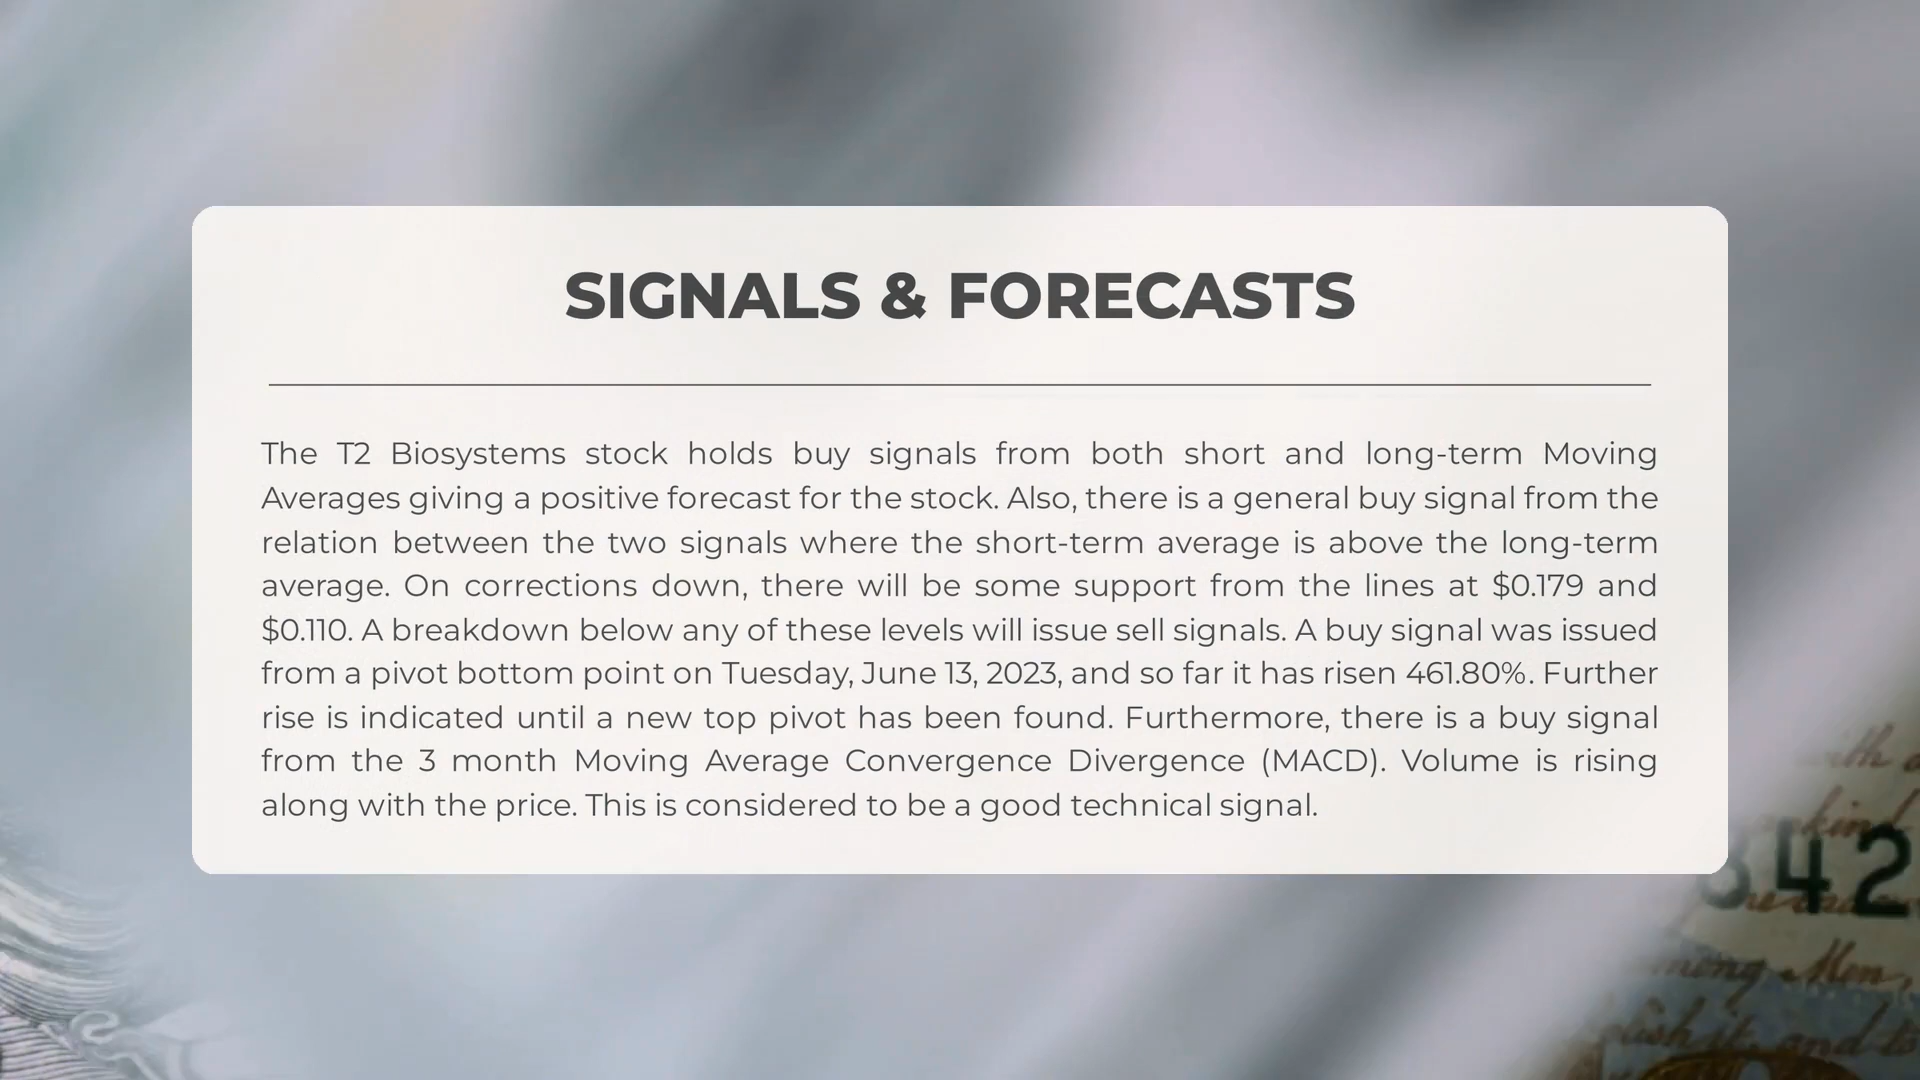 SIGNALS & FORECASTS
The T2 Biosystems stock holds buy signals from both short and long-term Moving
Averages giving a positive forecast for the stock. Also, there is a general buy signal from the
relation between the two signals where the short-term average is above the long-term
average. On corrections down, there will be some support from the lines at $0.179 and
$0.110. A breakdown below any of these levels will issue sell signals. A buy signal was issued
from a pivot bottom point on Tuesday, June 13, 2023, and so far it has risen 461.80%. Further
rise is indicated until a new top pivot has been found. Furthermore, there is a buy signal
from the 3 month Moving Average Convergence Divergence (MACD). Volume is rising
along with the price. This is considered to be a good technical signal.
42